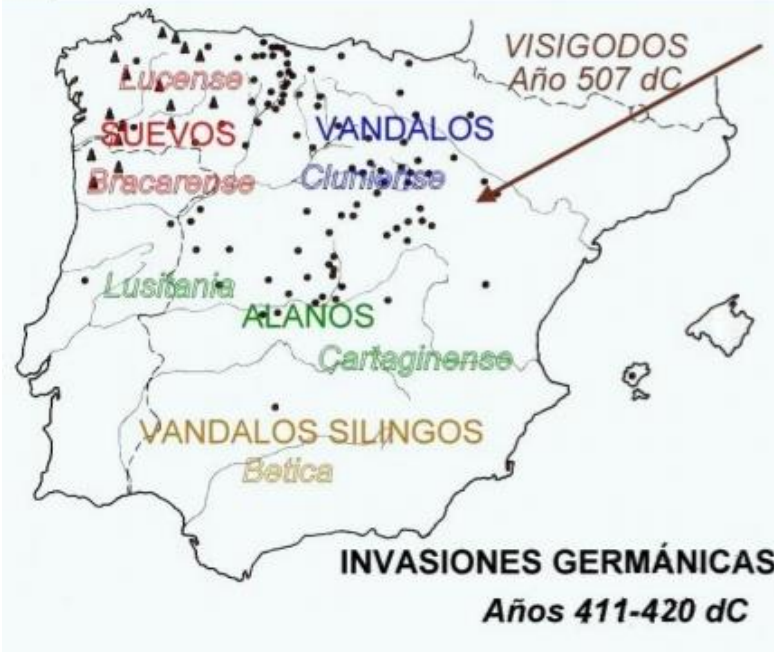 VISIGODOS
Año 507 dC
Lucense
SUEVOS
VANDALOS
Bracarense
Cluniense
Lusitania
ALANOS
Cartaginense
VANDALOS SILINGOS
Betica
INVASIONES GERMÁNICAS
Años 411-420 dC